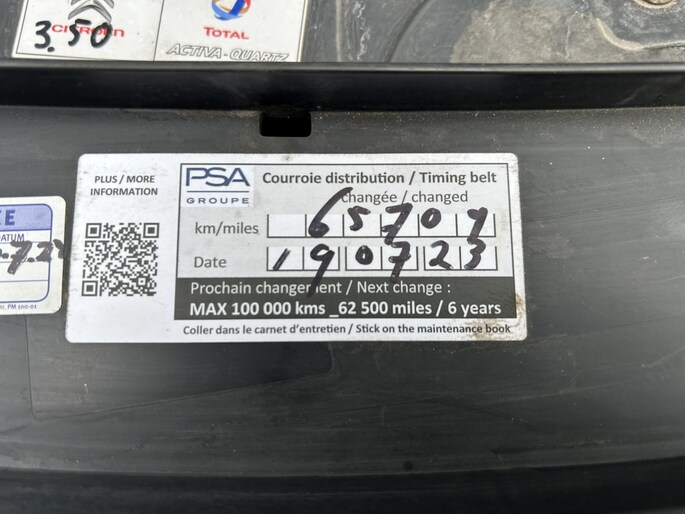 CITROËN
TOTAL
3.50
ACTIVA-QUARTZ
PLUS / MORE
INFORMATION
PSA
GROUPE
Courroie distribution / Timing belt
changée / changed
km/miles 65704
Date 190723
Prochain changement / Next change :
MAX 100 000 kms _62 500 miles / 6 years
Coller dans le carnet d'entretien / Stick on the maintenance book